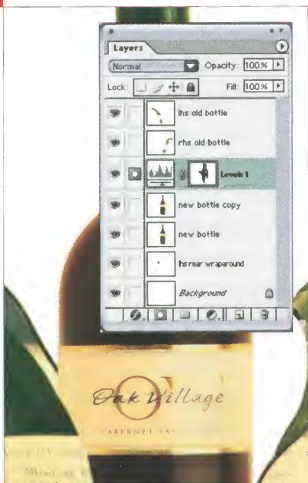 Layers
Normal Opacity: 100%
Lock: Fill: 100%
lhs old bottle
rhs old bottle
Levels 1
new bottle copy
new bottle
lhs rear wraparound
Background
Oak Village
CABERNET